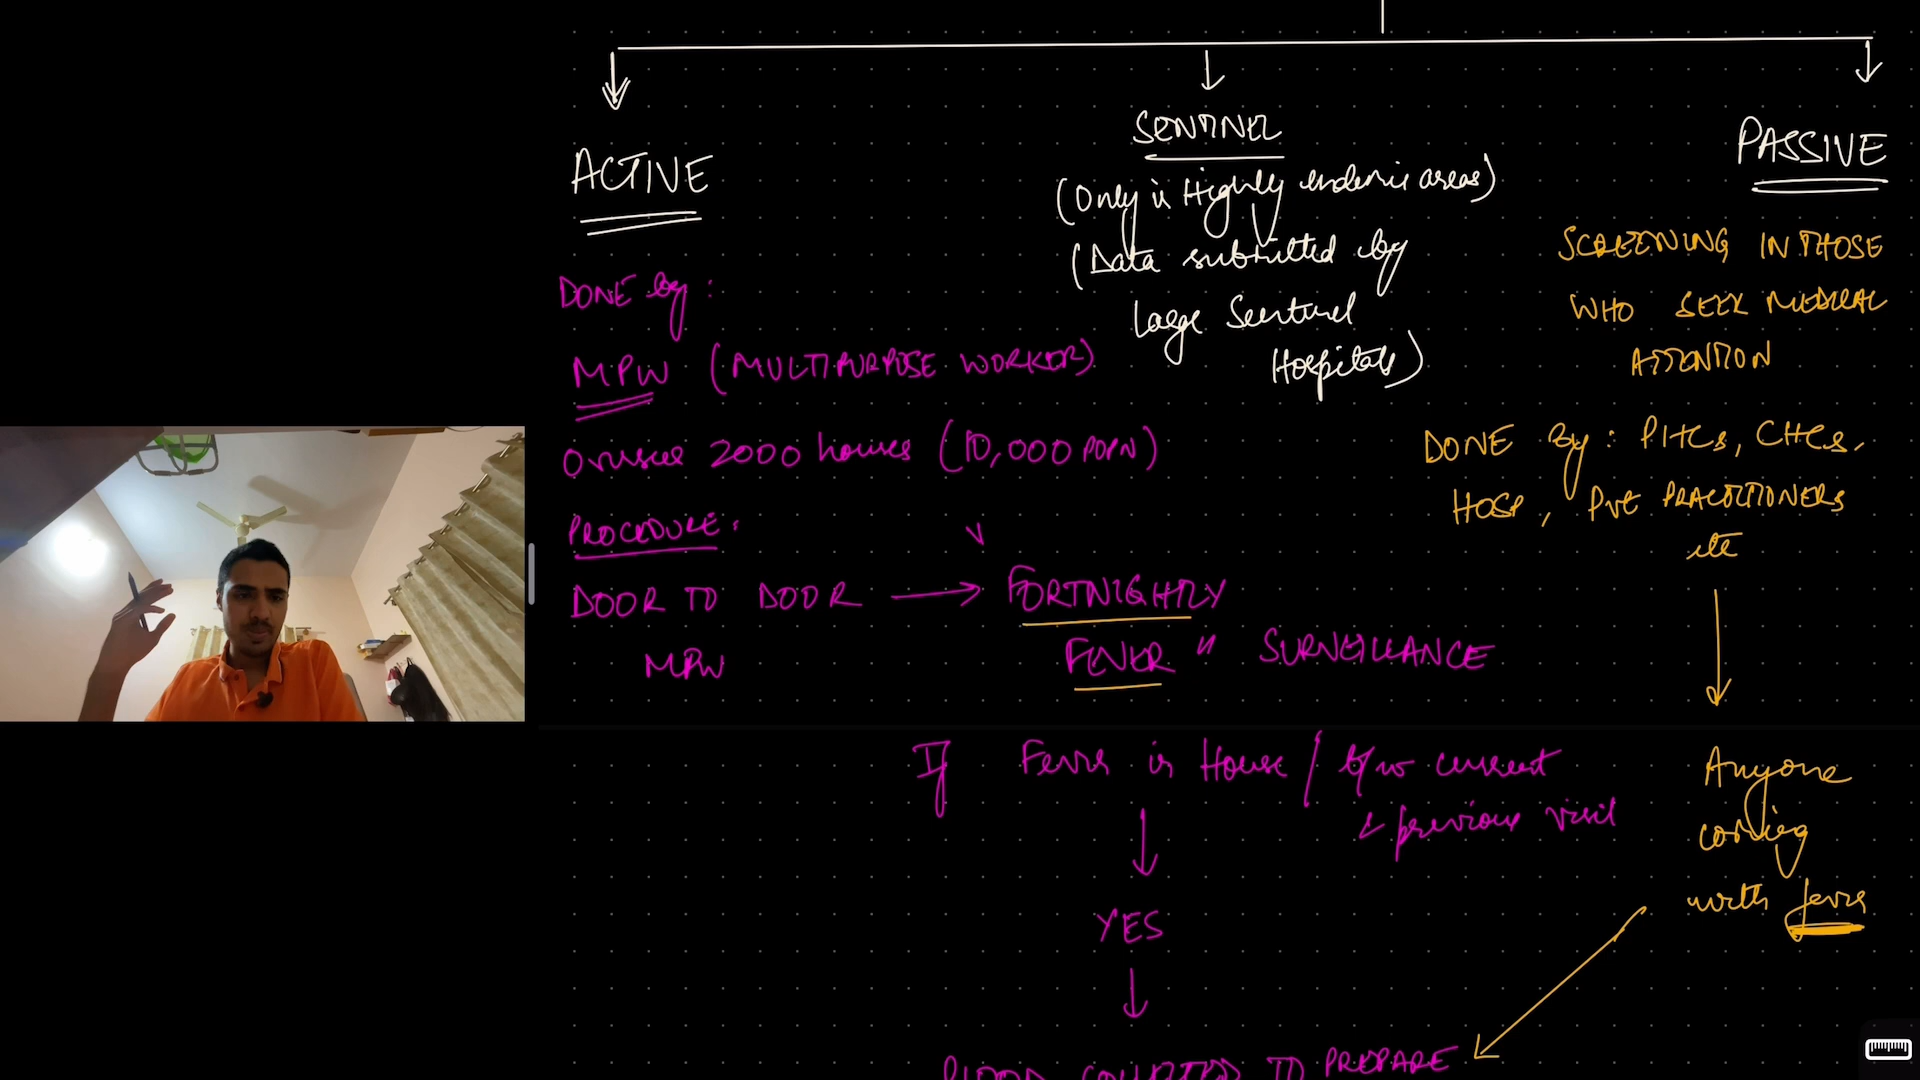 ACTIVE
DONE by :
MPW (MULTIPURPOSE WORKER)
Oversees 2000 houses (10,000 POPN)
PROCEDURE :
DOOR TO DOOR → FORTNIGHTLY
MPW FEVER " SURVEILLANCE
If Fever in House / b/w current
& previous visit
↓
YES
↓
BLOOD COLLECTED TO PREPARE
SENTINEL
(Only in Highly endemic areas)
(Data submitted by
Large Sentinel
Hospitals)
PASSIVE
SCREENING IN THOSE
WHO SEEK MEDICAL
ATTENTION
DONE By : PHCs, CHCs,
HOSP, Pvt PRACTITIONERS
etc
↓
Anyone
coming
with fever